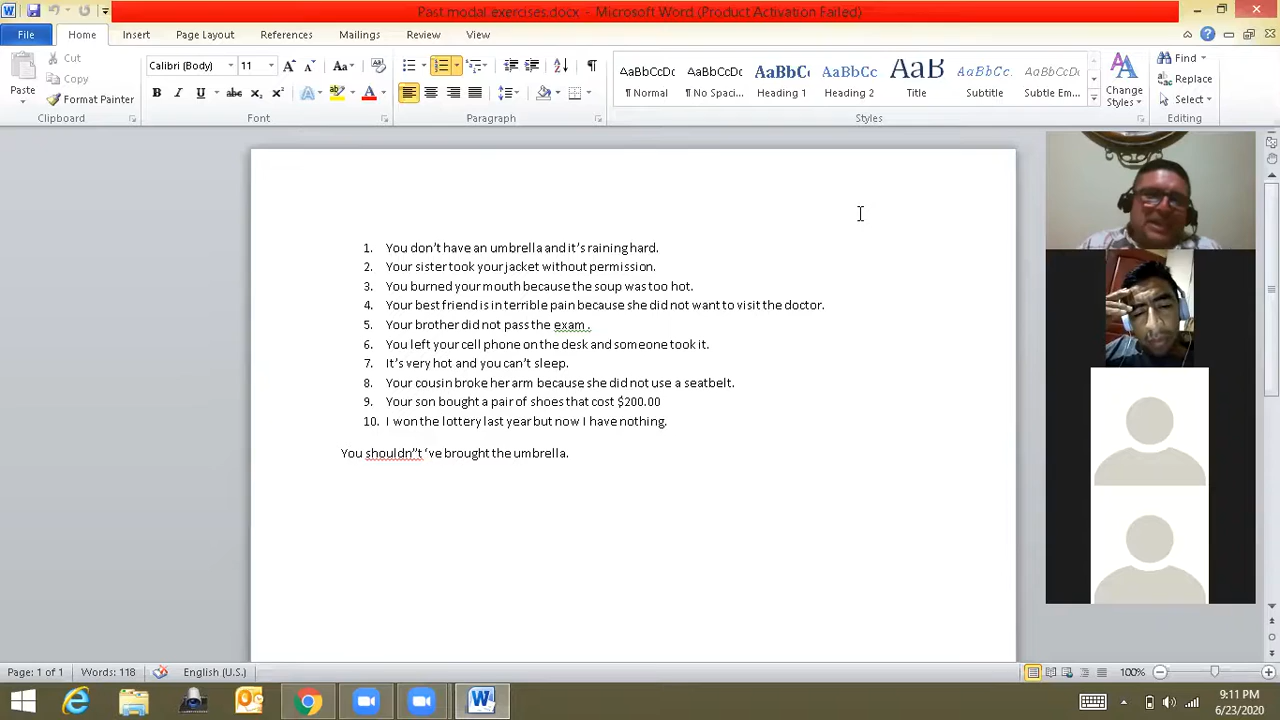 Past modal exercises.docx - Microsoft Word (Product Activation Failed)
File Home Insert Page Layout References Mailings Review View
Paste
Cut
Copy
Format Painter
Clipboard
Calibri (Body) 11
Font
Paragraph
AaBbCcDc AaBbCcDc AaBbCc AaBbCc AaB AaBbCc. AaBbCcDc
¶ Normal ¶ No Spaci... Heading 1 Heading 2 Title Subtitle Subtle Em...
Styles
Change Styles
Find
Replace
Select
Editing
1. You don't have an umbrella and it's raining hard.
2. Your sister took your jacket without permission.
3. You burned your mouth because the soup was too hot.
4. Your best friend is in terrible pain because she did not want to visit the doctor.
5. Your brother did not pass the exam .
6. You left your cell phone on the desk and someone took it.
7. It's very hot and you can't sleep.
8. Your cousin broke her arm because she did not use a seatbelt.
9. Your son bought a pair of shoes that cost $200.00
10. I won the lottery last year but now I have nothing.
You shouldn''t 've brought the umbrella.
Page: 1 of 1 Words: 118 English (U.S.) 100%
9:11 PM
6/23/2020